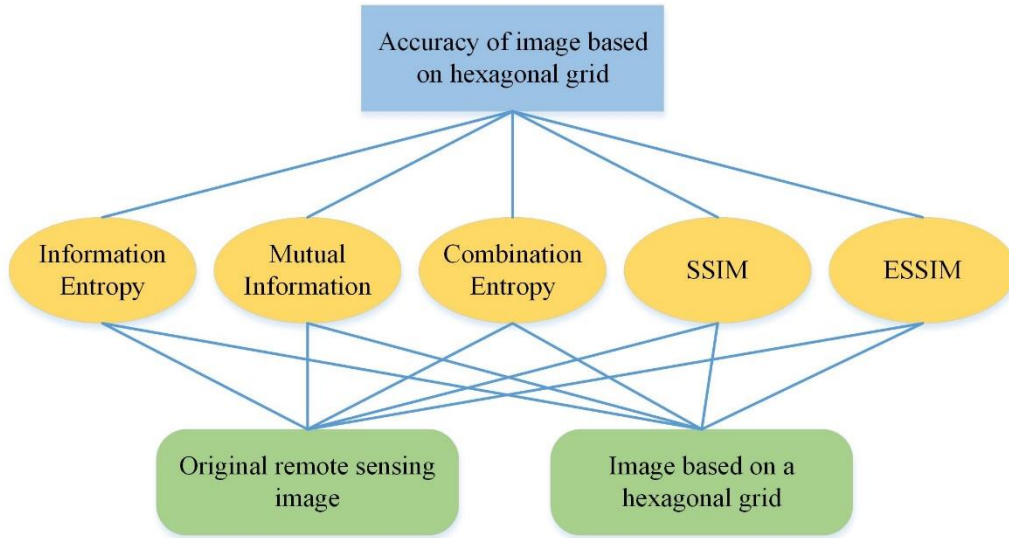 Accuracy of image based
on hexagonal grid
Information
Entropy
Mutual
Information
Combination
Entropy
SSIM
ESSIM
Original remote sensing
image
Image based on a
hexagonal grid